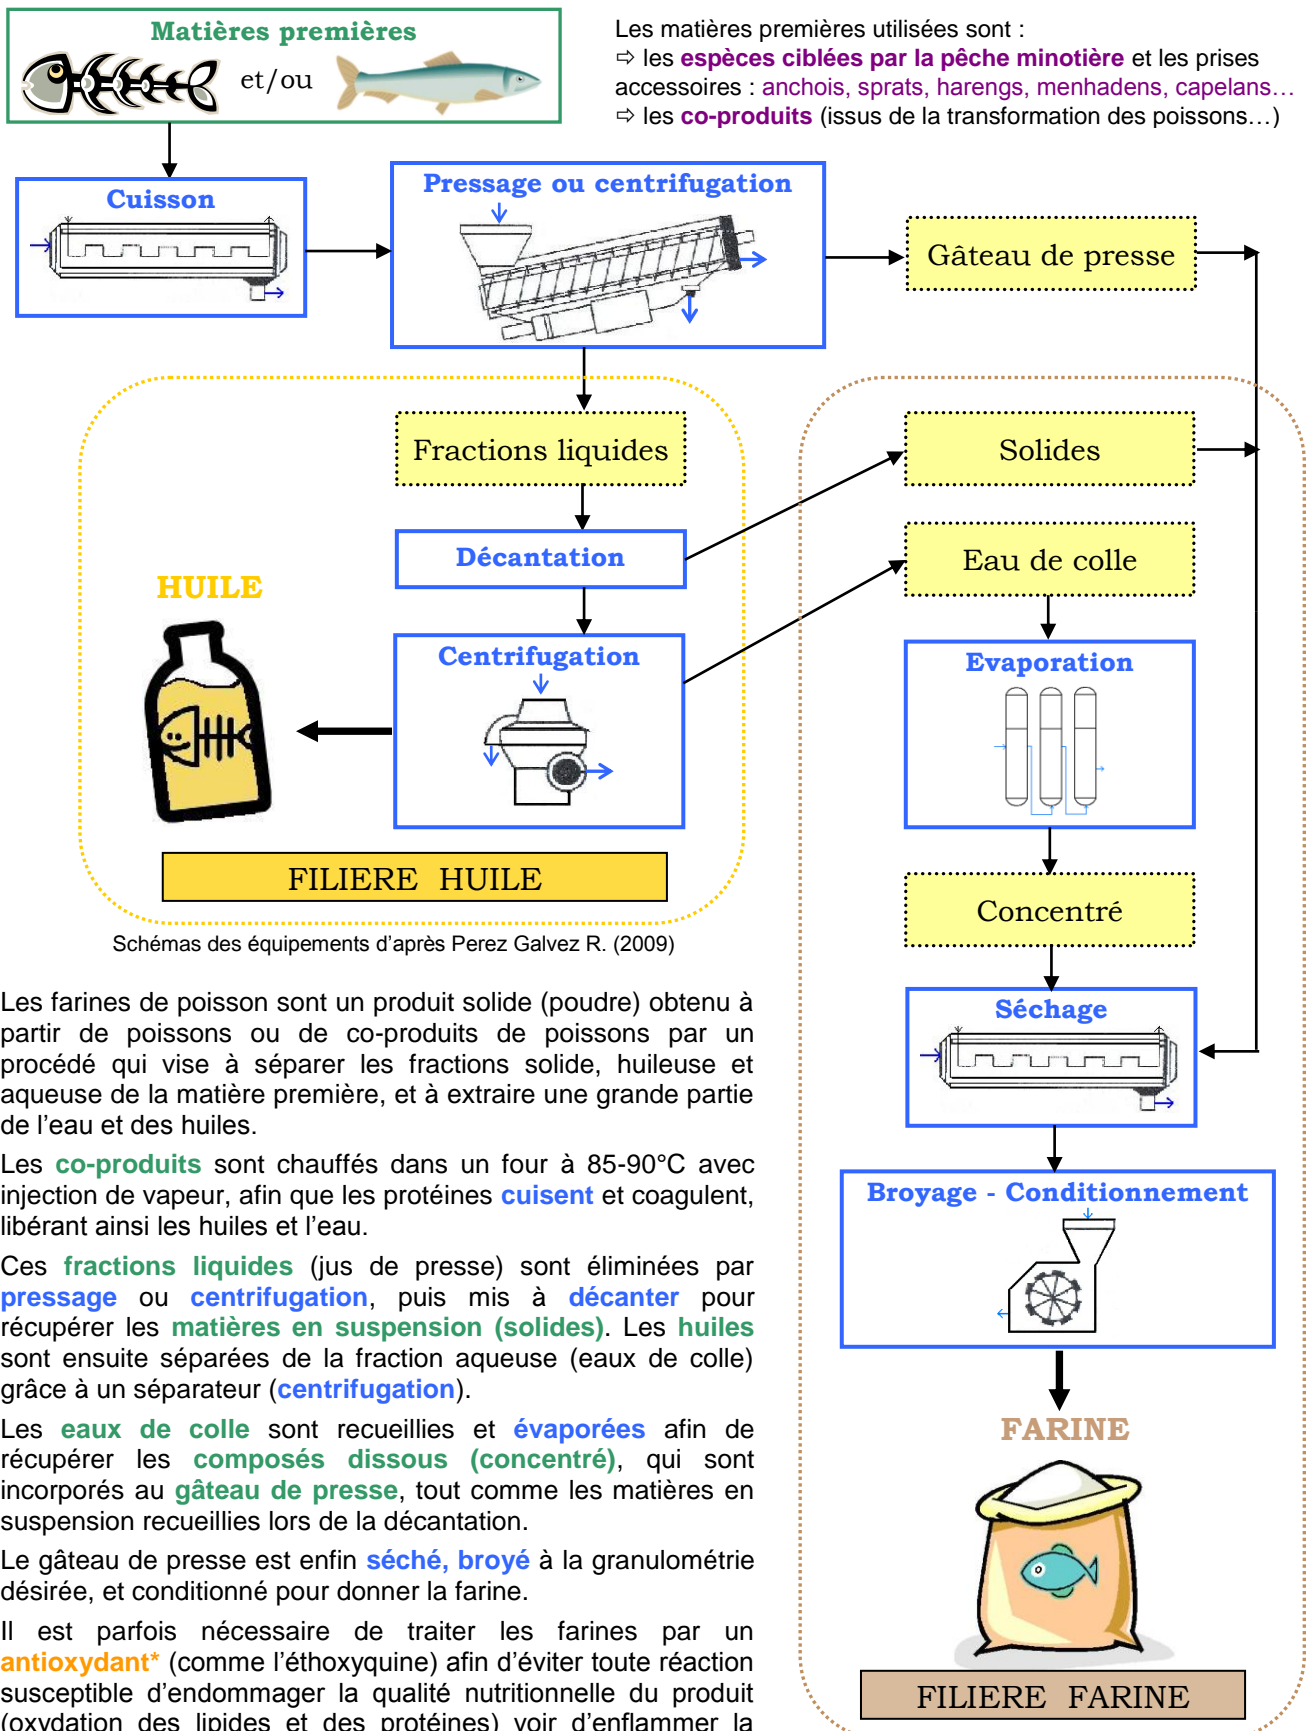 Matières premières
et/ou
Les matières premières utilisées sont :
⇨ les espèces ciblées par la pêche minotière et les prises
accessoires : anchois, sprats, harengs, menhadens, capelans…
⇨ les co-produits (issus de la transformation des poissons…)
Cuisson
Pressage ou centrifugation
Gâteau de presse
Fractions liquides
Solides
Décantation
Eau de colle
HUILE
Centrifugation
Evaporation
FILIERE HUILE
Concentré
Schémas des équipements d’après Perez Galvez R. (2009)
Séchage
Broyage - Conditionnement
FARINE
FILIERE FARINE
Les farines de poisson sont un produit solide (poudre) obtenu à
partir de poissons ou de co-produits de poissons par un
procédé qui vise à séparer les fractions solide, huileuse et
aqueuse de la matière première, et à extraire une grande partie
de l’eau et des huiles.
Les co-produits sont chauffés dans un four à 85-90°C avec
injection de vapeur, afin que les protéines cuisent et coagulent,
libérant ainsi les huiles et l’eau.
Ces fractions liquides (jus de presse) sont éliminées par
pressage ou centrifugation, puis mis à décanter pour
récupérer les matières en suspension (solides). Les huiles
sont ensuite séparées de la fraction aqueuse (eaux de colle)
grâce à un séparateur (centrifugation).
Les eaux de colle sont recueillies et évaporées afin de
récupérer les composés dissous (concentré), qui sont
incorporés au gâteau de presse, tout comme les matières en
suspension recueillies lors de la décantation.
Le gâteau de presse est enfin séché, broyé à la granulométrie
désirée, et conditionné pour donner la farine.
Il est parfois nécessaire de traiter les farines par un
antioxydant* (comme l’éthoxyquine) afin d’éviter toute réaction
susceptible d’endommager la qualité nutritionnelle du produit
(oxydation des lipides et des protéines) voir d’enflammer la